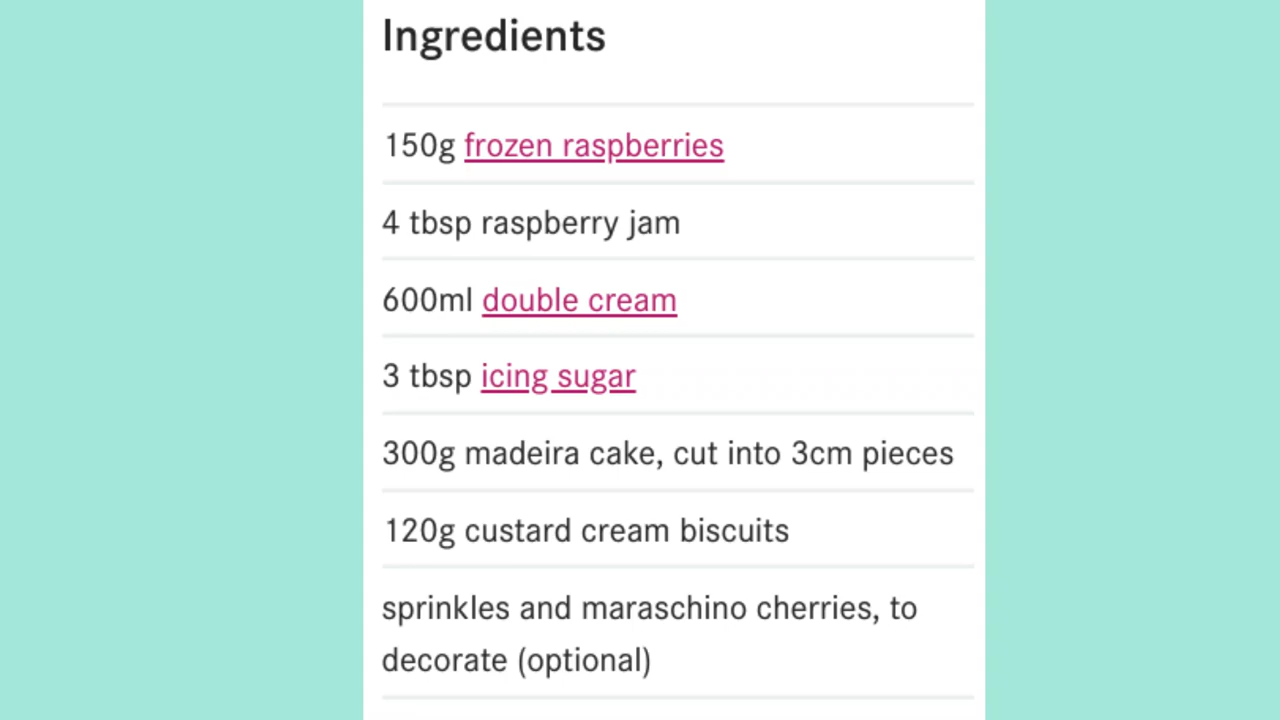 Ingredients
150g frozen raspberries
4 tbsp raspberry jam
600ml double cream
3 tbsp icing sugar
300g madeira cake, cut into 3cm pieces
120g custard cream biscuits
sprinkles and maraschino cherries, to
decorate (optional)